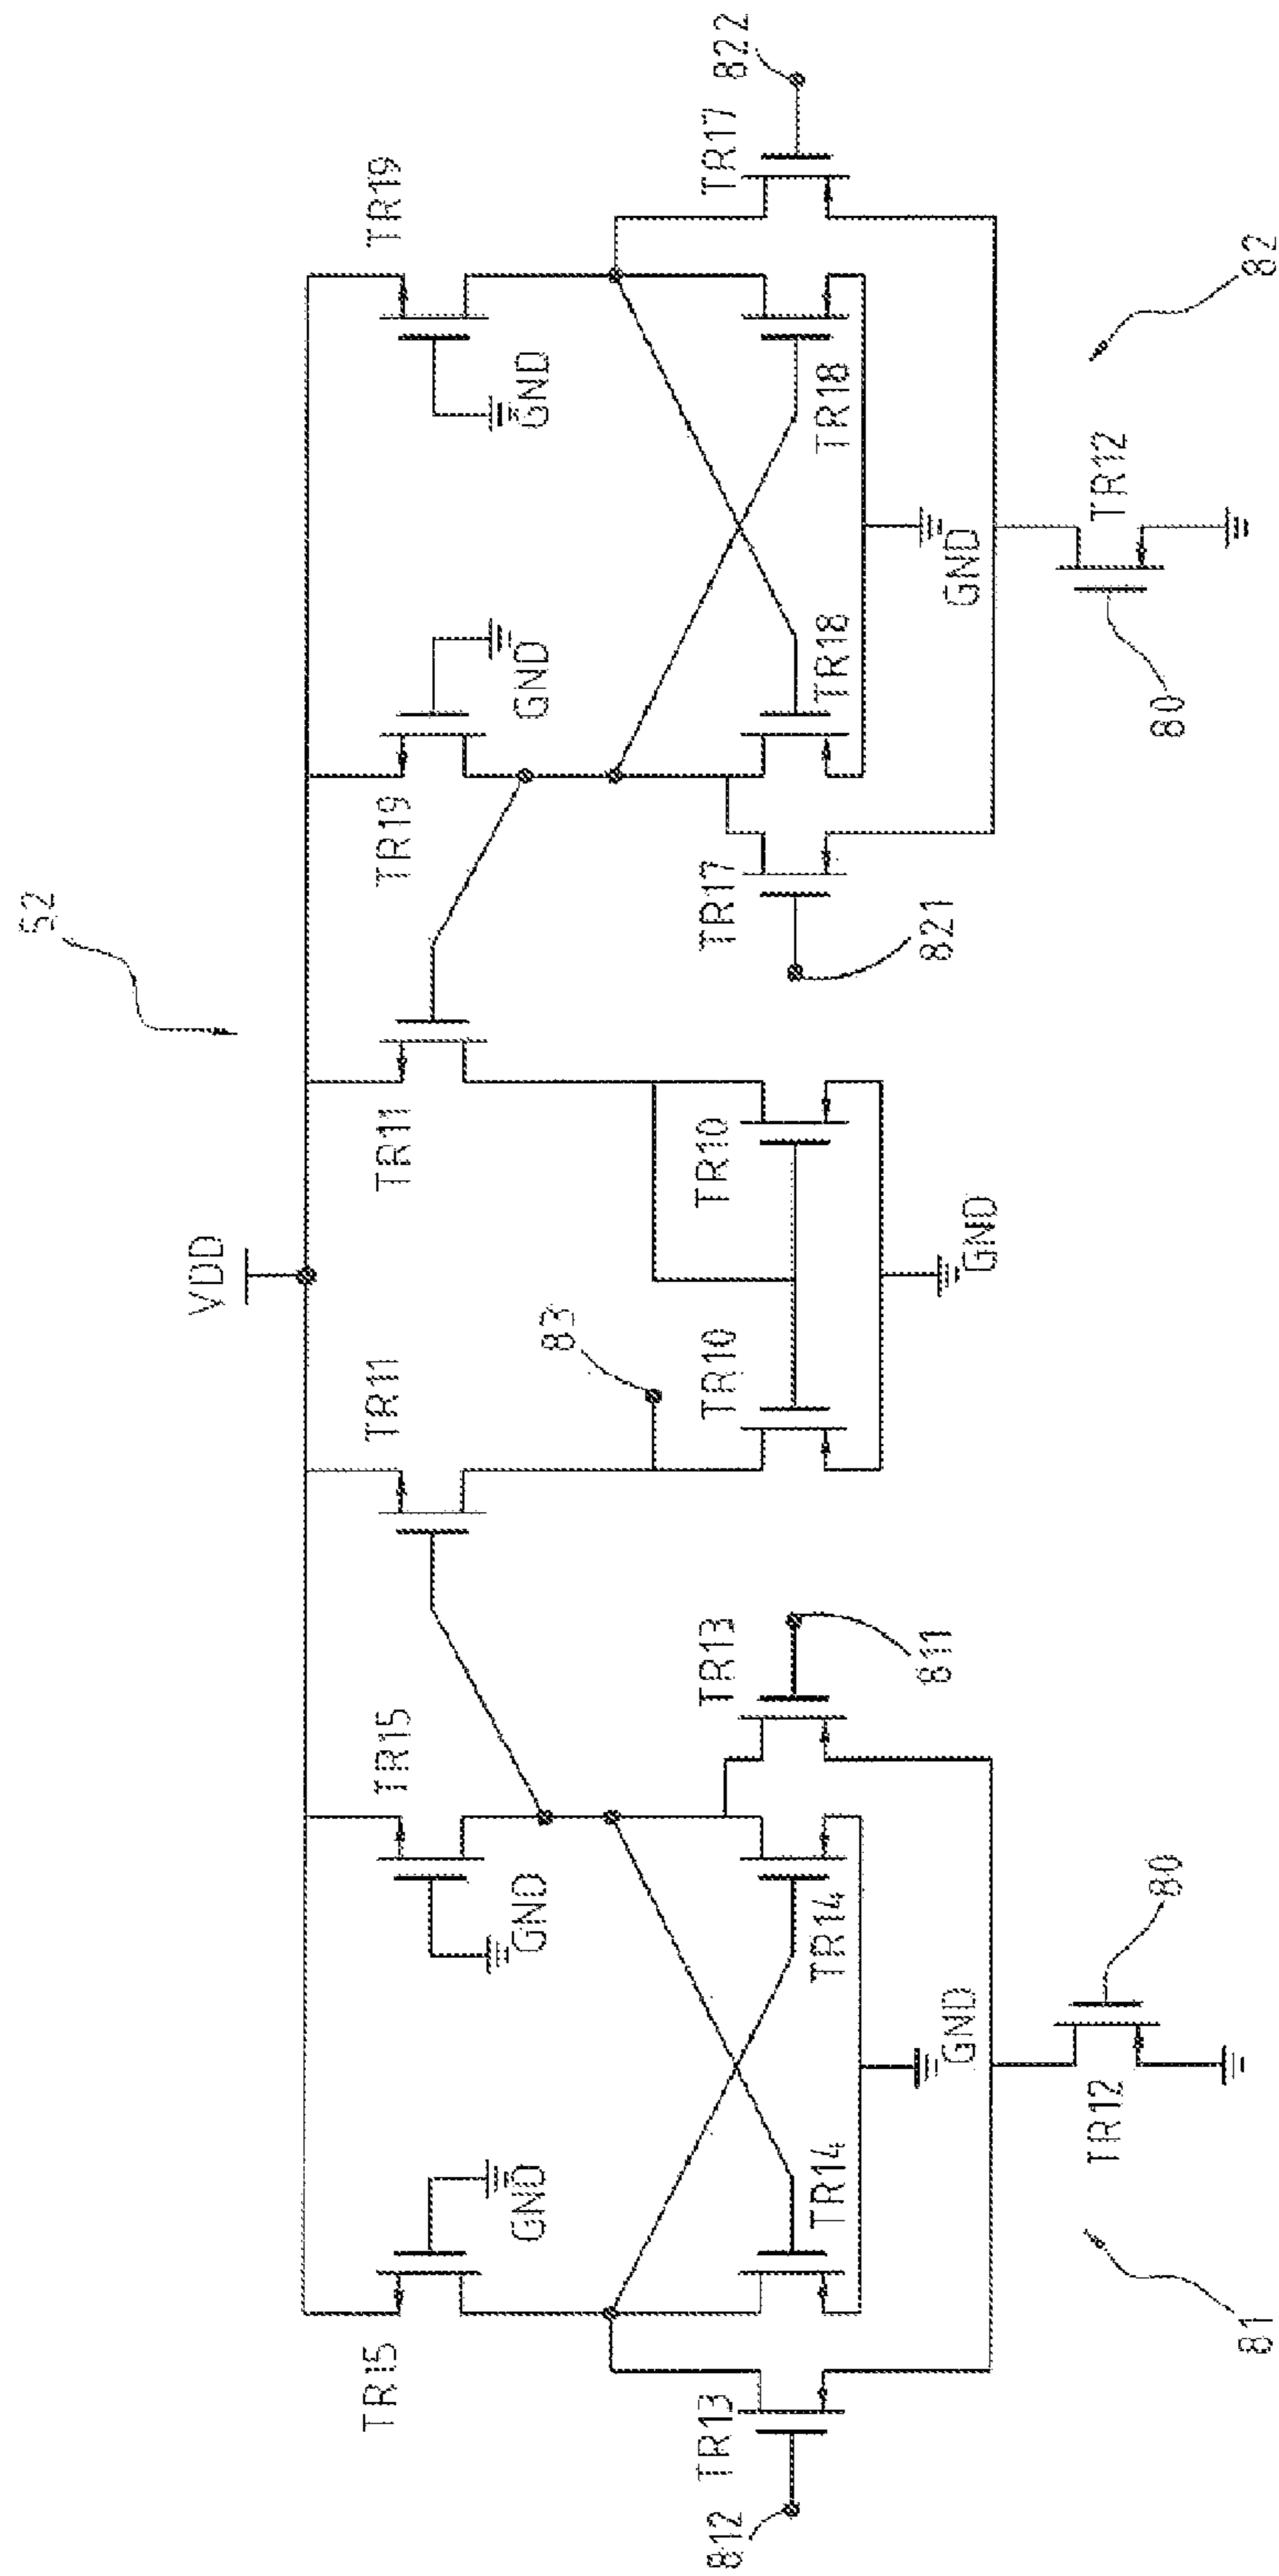 52
VDD
TR15
TR15
TR11
TR11
TR19
TR19
GND
GND
83
GND
GND
812
TR13
TR13
TR10
TR10
TR17
TR17
822
TR14
TR14
TR18
TR18
811
821
GND
GND
GND
TR12
80
80
TR12
81
82